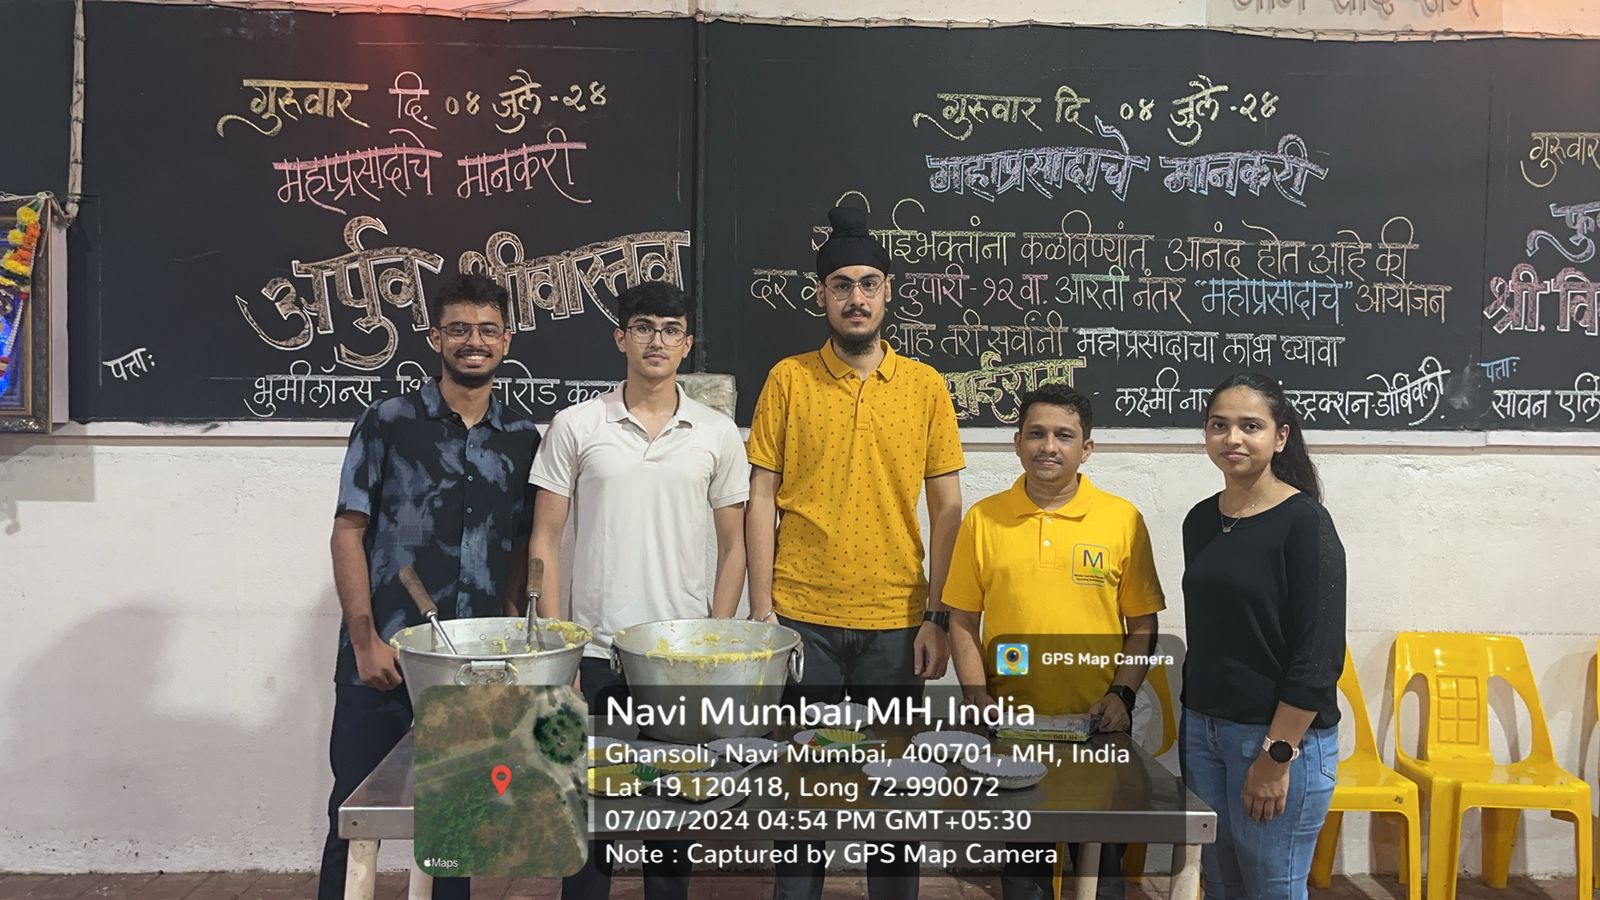 गुरुवार दि. ०४ जुलै-२४
महाप्रसादाचे मानकरी
अर्पुव श्रीवास्तव
पत्ता:
भुमीलॉन्स-
रोड
गुरुवार दि ०४ जुलै-२४
महाप्रसादाचे मानकरी
कळविण्यांत आनंद होत आहे की
दर दुपारी-१२वा. आरती नंतर "महाप्रसादाचे" आयोजन
आहे तरी सर्वांनी महाप्रसादाचा लाभ घ्यावा
साईराम
लक्ष्मी डोंबिवली
गुरुवार
श्री.
पत्ता:
सावन
M
GPS Map Camera
Navi Mumbai,MH,India
Ghansoli, Navi Mumbai, 400701, MH, India
Lat 19.120418, Long 72.990072
07/07/2024 04:54 PM GMT+05:30
Note : Captured by GPS Map Camera
Maps